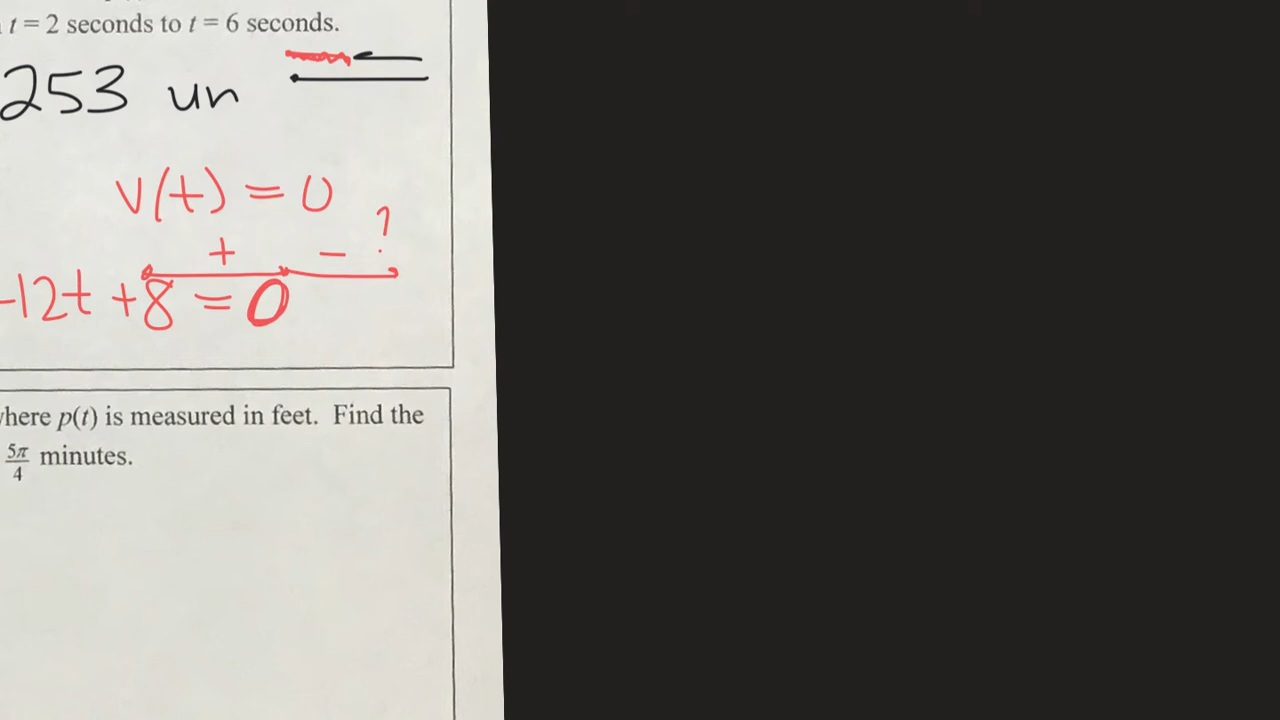 t = 2 seconds to t = 6 seconds.
253 un
v(t) = 0
+ - ?
-12t + 8 = 0
where p(t) is measured in feet. Find the
5π/4 minutes.